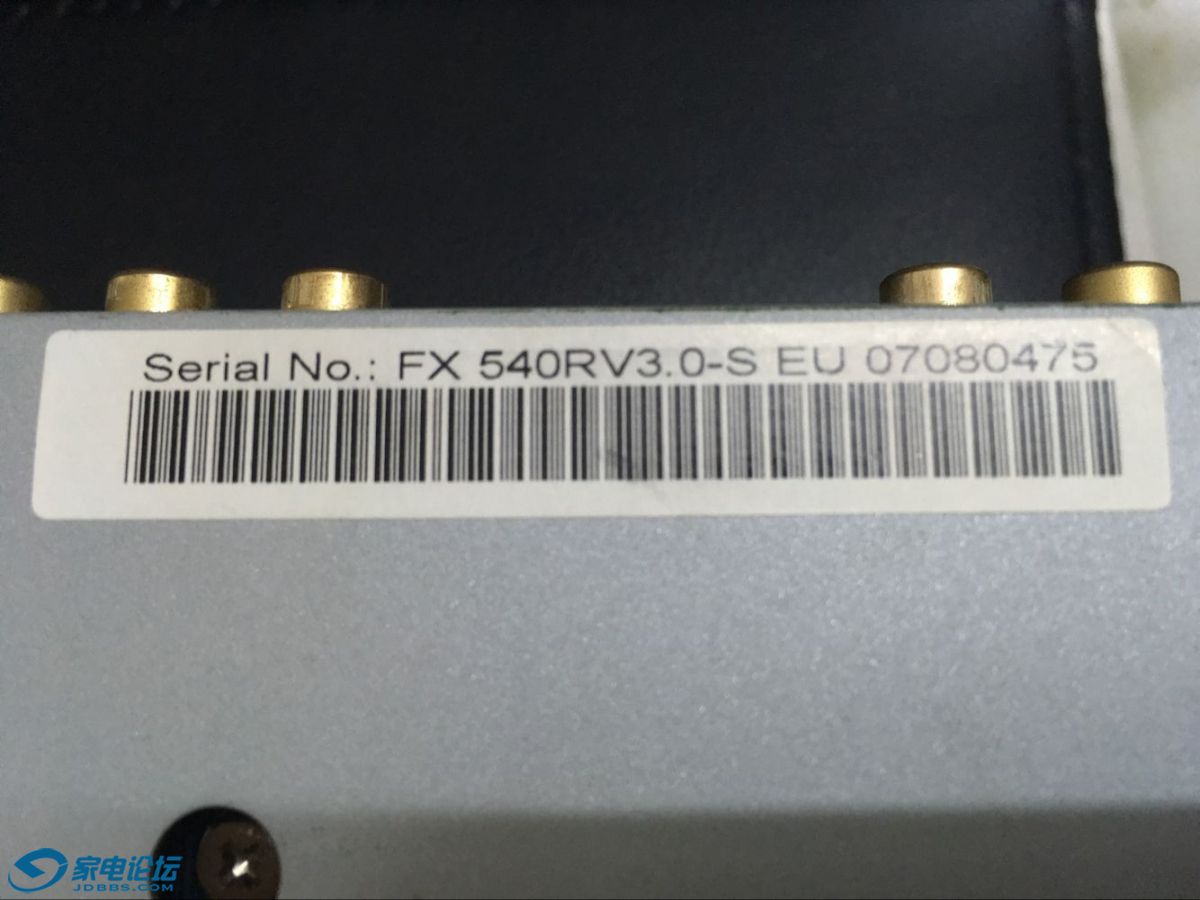 Serial No.: FX 540RV3.0-S EU 07080475
家电论坛
JDBBS.COM